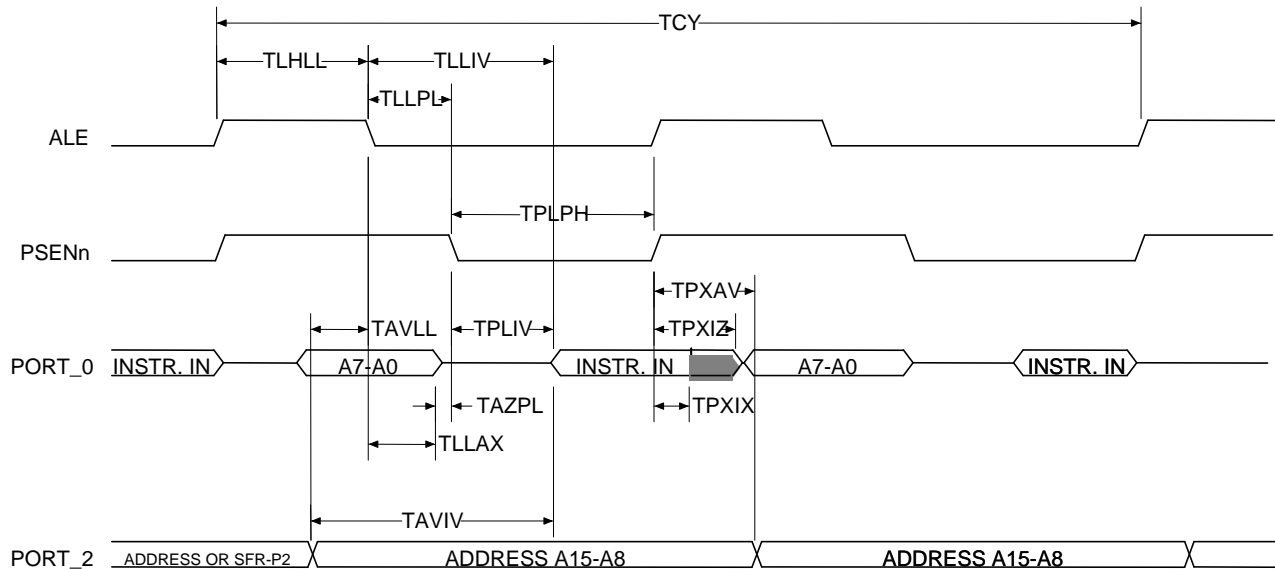 TCY
TLHLL TLLIV
TLLPL
ALE
TPLPH
PSENn
TPXAV
TAVLL TPLIV TPXIZ
PORT_0 INSTR. IN A7-A0 INSTR. IN A7-A0 INSTR. IN
TAZPL TPXIX
TLLAX
TAVIV
PORT_2 ADDRESS OR SFR-P2 ADDRESS A15-A8 ADDRESS A15-A8